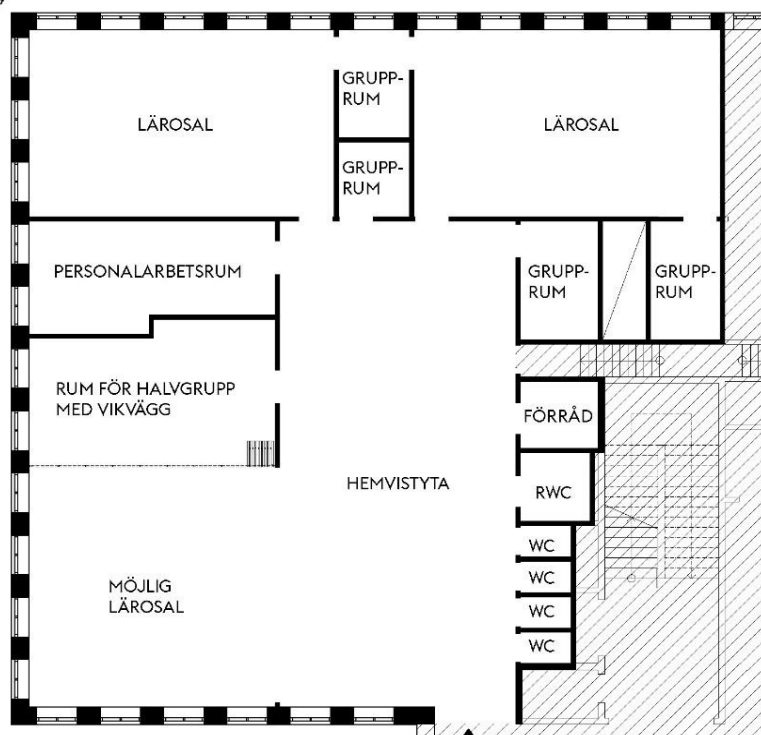 GRUPP-
RUM
LÄROSAL
LÄROSAL
GRUPP-
RUM
PERSONALARBETSRUM
GRUPP-
RUM
GRUPP-
RUM
RUM FÖR HALVGRUPP
MED VIKVÄGG
FÖRRÅD
HEMVISTYTA
RWC
WC
WC
MÖJLIG
LÄROSAL
WC
WC